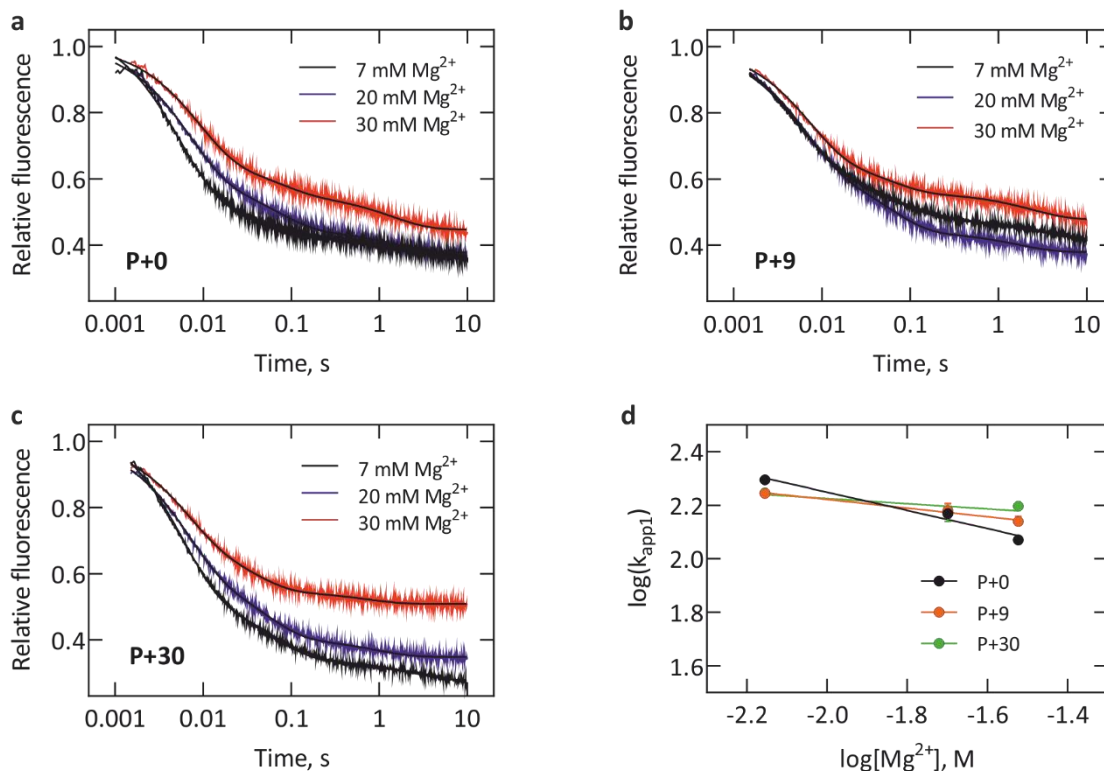 a
1.0
0.8
0.6
0.4
Relative fluorescence
7 mM Mg²⁺
20 mM Mg²⁺
30 mM Mg²⁺
P+0
0.001 0.01 0.1 1 10
Time, s
b
1.0
0.8
0.6
0.4
Relative fluorescence
7 mM Mg²⁺
20 mM Mg²⁺
30 mM Mg²⁺
P+9
0.001 0.01 0.1 1 10
Time, s
c
1.0
0.8
0.6
0.4
Relative fluorescence
7 mM Mg²⁺
20 mM Mg²⁺
30 mM Mg²⁺
P+30
0.001 0.01 0.1 1 10
Time, s
d
2.4
2.2
2.0
1.8
1.6
log(kapp1)
P+0
P+9
P+30
-2.2 -2.0 -1.8 -1.6 -1.4
log[Mg²⁺], M